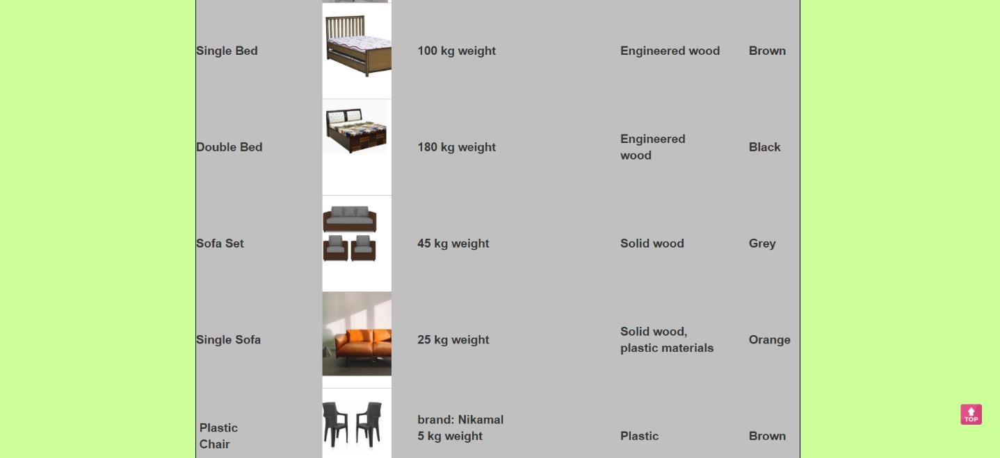 Single Bed
100 kg weight
Engineered wood
Brown
Double Bed
180 kg weight
Engineered
wood
Black
Sofa Set
45 kg weight
Solid wood
Grey
Single Sofa
25 kg weight
Solid wood,
plastic materials
Orange
Plastic
Chair
brand: Nikamal
5 kg weight
Plastic
Brown
TOP